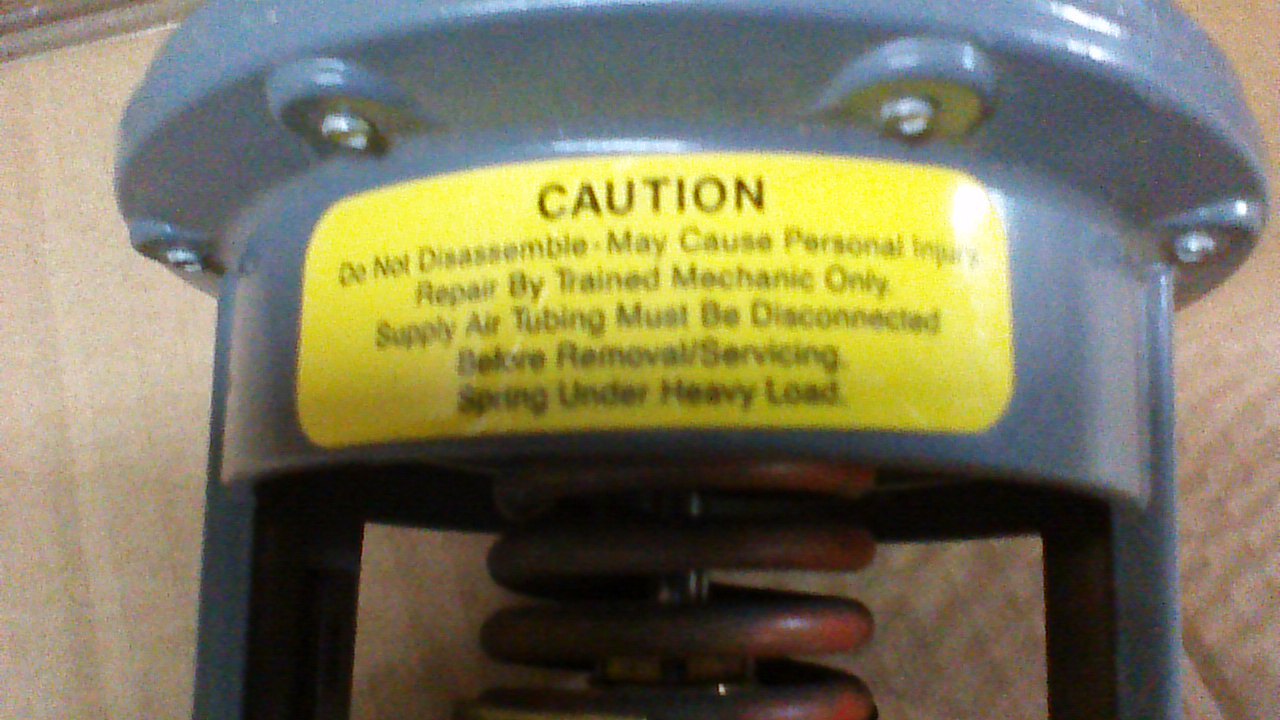 CAUTION
Do Not Disassemble - May Cause Personal Injury.
Repair By Trained Mechanic Only.
Supply Air Tubing Must Be Disconnected
Before Removal/Servicing.
Spring Under Heavy Load.